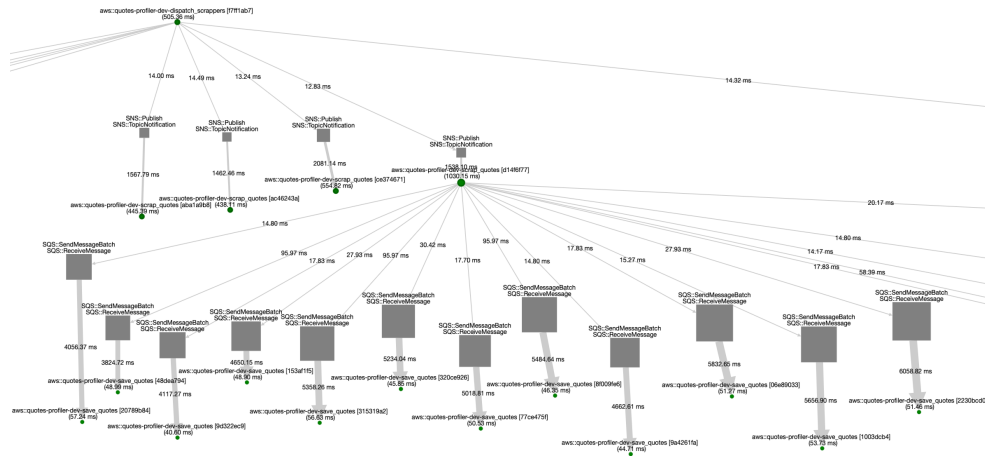 aws::quotes-profiler-dev-dispatch_scrappers [f7ff1ab7]
(505.36 ms)
14.00 ms
14.49 ms
13.24 ms
12.83 ms
14.32 ms
SNS::Publish
SNS::TopicNotification
SNS::Publish
SNS::TopicNotification
SNS::Publish
SNS::TopicNotification
SNS::Publish
SNS::TopicNotification
1567.79 ms
1462.46 ms
2081.14 ms
1538.10 ms
aws::quotes-profiler-dev-scrap_quotes [d14f6f77]
(1030.15 ms)
aws::quotes-profiler-dev-scrap_quotes [ce374671]
(554.82 ms)
aws::quotes-profiler-dev-scrap_quotes [ac46243a]
(438.11 ms)
aws::quotes-profiler-dev-scrap_quotes [aba1a9b8]
(445.39 ms)
14.80 ms
95.97 ms
17.83 ms
27.93 ms
95.97 ms
30.42 ms
17.70 ms
95.97 ms
14.80 ms
17.83 ms
15.27 ms
27.93 ms
20.17 ms
14.80 ms
14.17 ms
17.83 ms
58.39 ms
SQS::SendMessageBatch
SQS::ReceiveMessage
SQS::SendMessageBatch
SQS::ReceiveMessage
SQS::SendMessageBatch
SQS::ReceiveMessage
SQS::SendMessageBatch
SQS::ReceiveMessage
SQS::SendMessageBatch
SQS::ReceiveMessage
SQS::SendMessageBatch
SQS::ReceiveMessage
SQS::SendMessageBatch
SQS::ReceiveMessage
SQS::SendMessageBatch
SQS::ReceiveMessage
SQS::SendMessageBatch
SQS::ReceiveMessage
SQS::SendMessageBatch
SQS::ReceiveMessage
SQS::SendMessageBatch
SQS::ReceiveMessage
SQS::SendMessageBatch
SQS::ReceiveMessage
4056.37 ms
3824.72 ms
4117.27 ms
4650.15 ms
5358.26 ms
5234.04 ms
5018.81 ms
5484.64 ms
4662.61 ms
5832.65 ms
5656.90 ms
6058.82 ms
aws::quotes-profiler-dev-save_quotes [48dea794]
(48.99 ms)
aws::quotes-profiler-dev-save_quotes [153af1f5]
(48.90 ms)
aws::quotes-profiler-dev-save_quotes [320ce926]
(45.85 ms)
aws::quotes-profiler-dev-save_quotes [8f009fe6]
(46.35 ms)
aws::quotes-profiler-dev-save_quotes [06e89033]
(51.27 ms)
aws::quotes-profiler-dev-save_quotes [2230bcd0
(51.46 ms)
aws::quotes-profiler-dev-save_quotes [20789b84]
(57.24 ms)
aws::quotes-profiler-dev-save_quotes [9d322ec9]
(40.60 ms)
aws::quotes-profiler-dev-save_quotes [315319a2]
(56.63 ms)
aws::quotes-profiler-dev-save_quotes [77ce475f]
(50.53 ms)
aws::quotes-profiler-dev-save_quotes [9a4261fa]
(44.71 ms)
aws::quotes-profiler-dev-save_quotes [1003dcb4]
(53.73 ms)